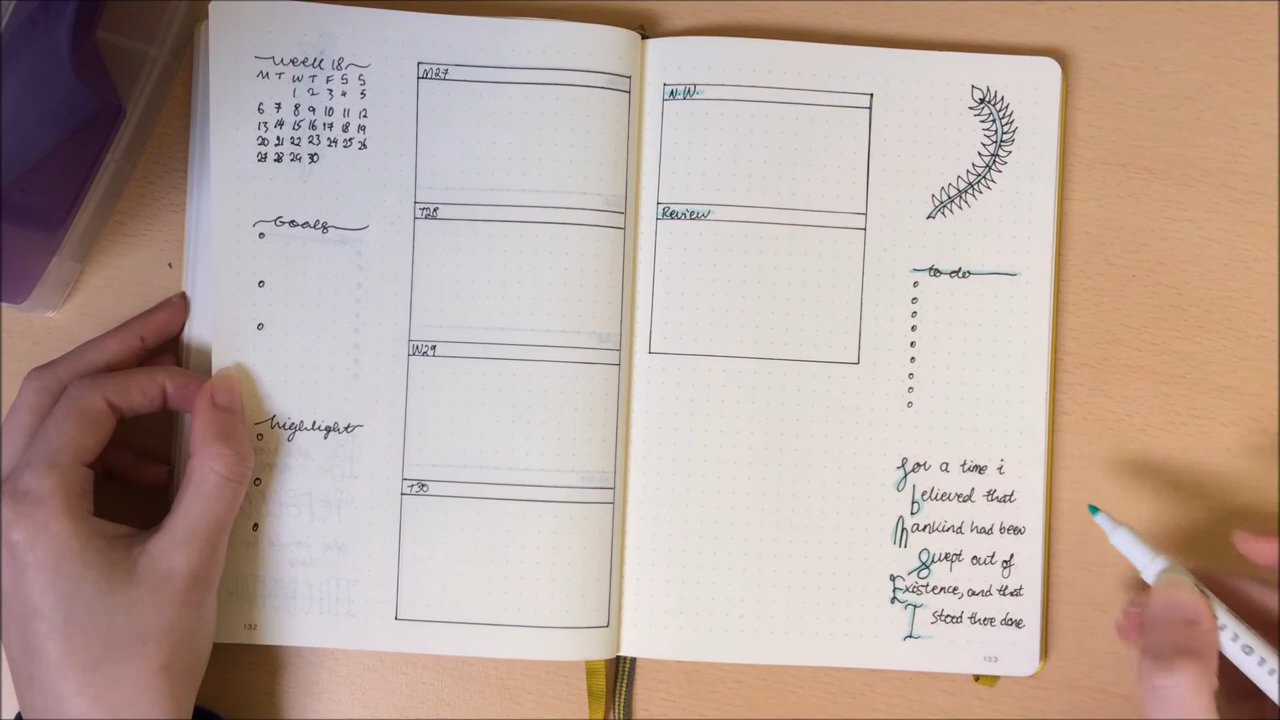 week 18
M T W T F S S
1 2 3 4 5
6 7 8 9 10 11 12
13 14 15 16 17 18 19
20 21 22 23 24 25 26
27 28 29 30
Goals
highlight
132
M27
T28
W29
T30
N.W.
Review
to do
for a time i
believed that
Mankind had been
Swept out of
Existence, and that
I stood there alone
133